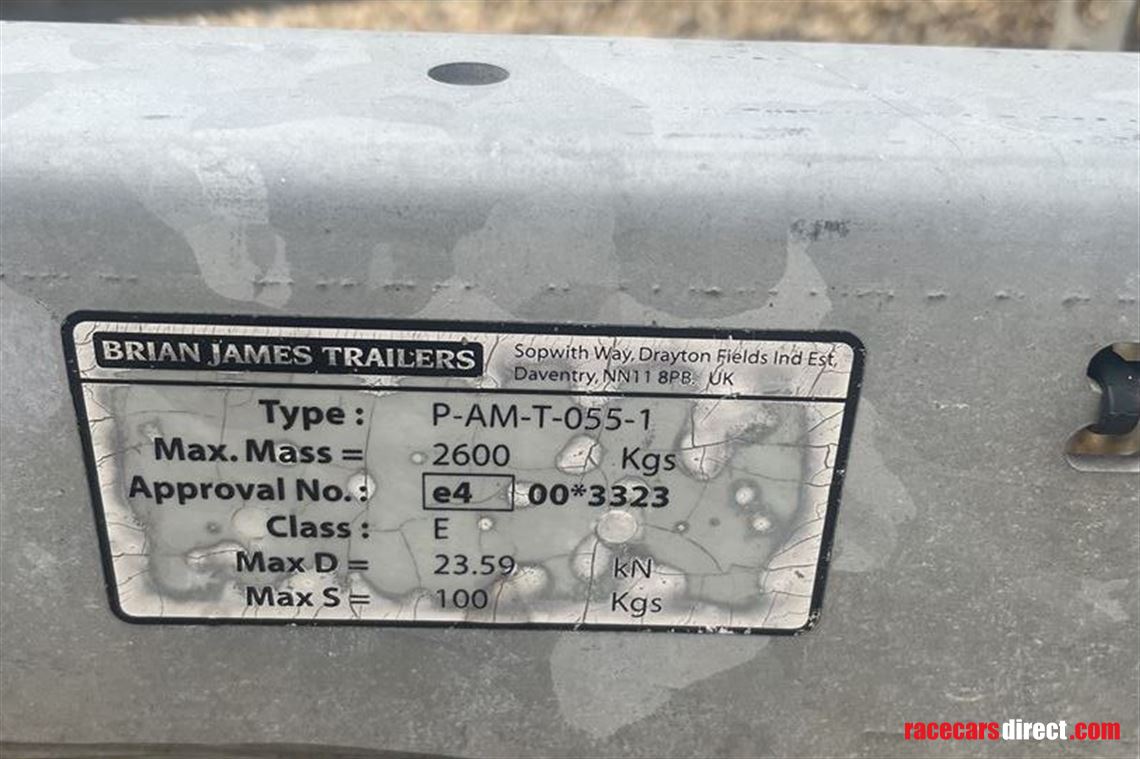 BRIAN JAMES TRAILERS
Sopwith Way, Drayton Fields Ind Est,
Daventry, NN11 8PB. UK
Type : P-AM-T-055-1
Max. Mass = 2600 Kgs
Approval No. : e4 00*3323
Class : E
Max D = 23.59 kN
Max S = 100 Kgs
racecarsdirect.com